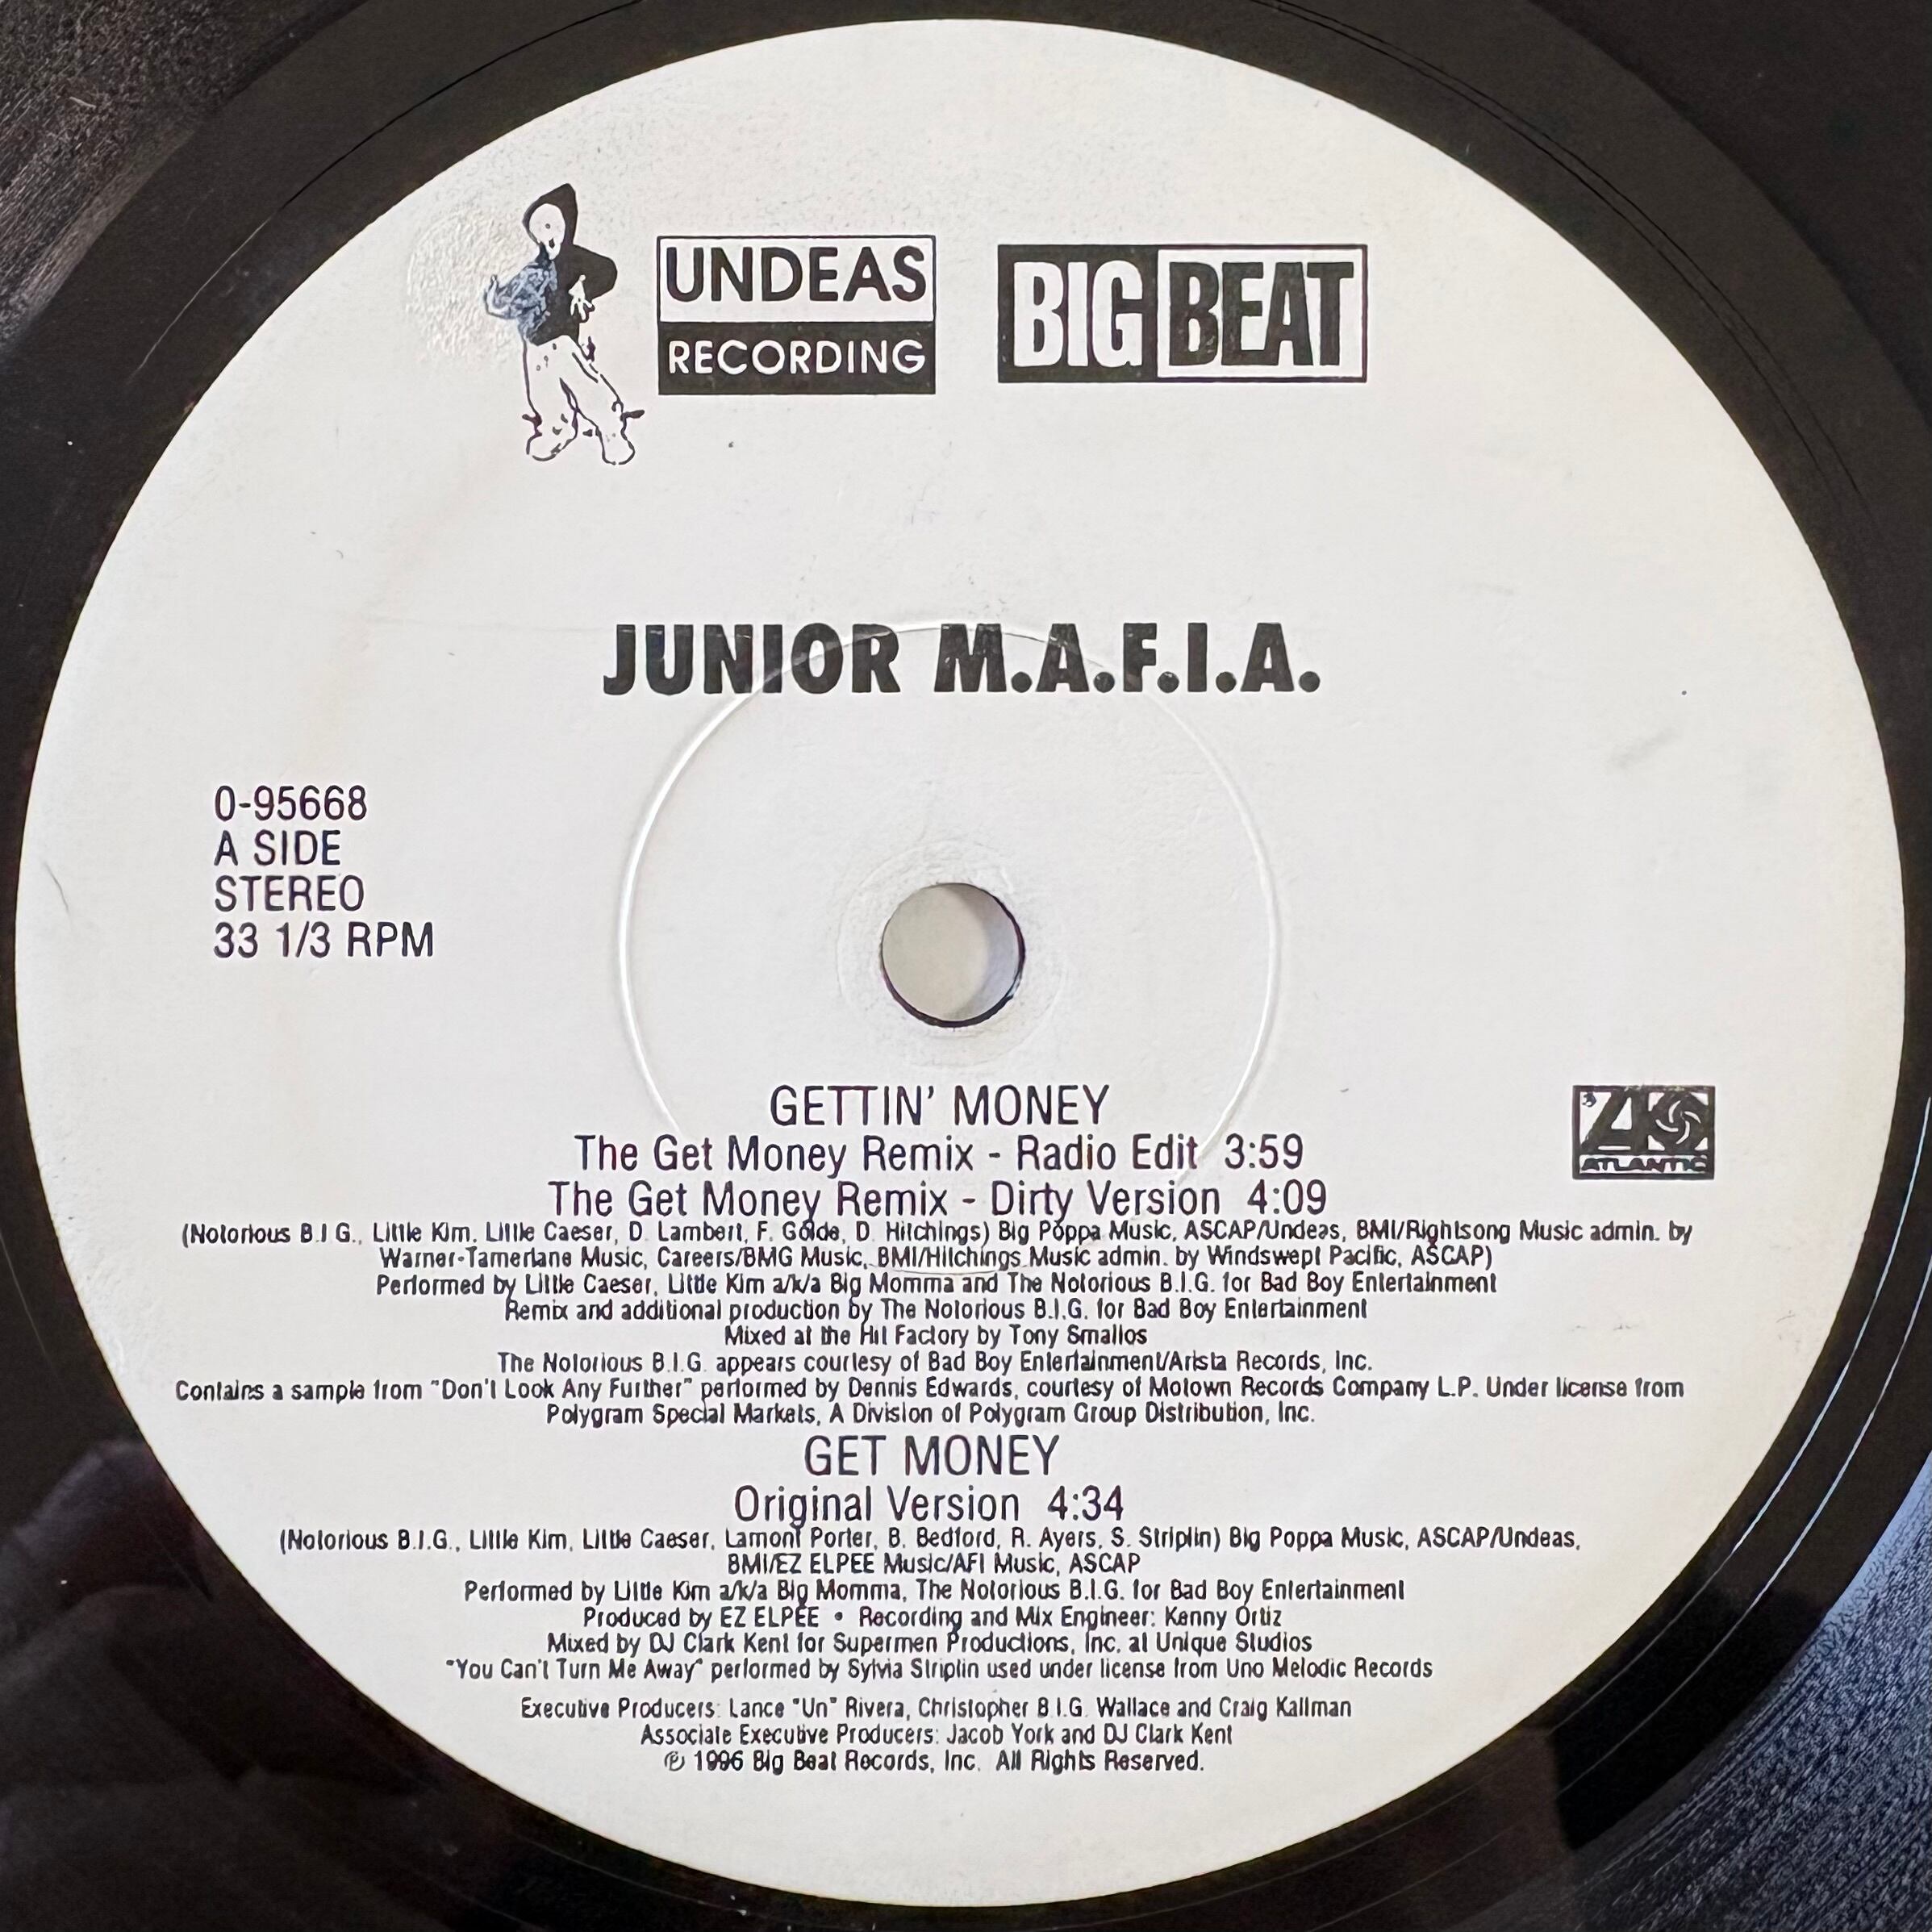 UNDEAS
RECORDING
BIG BEAT
JUNIOR M.A.F.I.A.
0-95668
A SIDE
STEREO
33 1/3 RPM
GETTIN' MONEY
The Get Money Remix - Radio Edit 3:59
The Get Money Remix - Dirty Version 4:09
(Notorious B.I.G., Little Kim, Little Caeser, D. Lambert, F. Golde, D. Hitchings) Big Poppa Music, ASCAP/Undeas, BMI/Rightsong Music admin. by
Warner-Tamerlane Music, Careers/BMG Music, BMI/Hitchings Music admin. by Windswept Pacific, ASCAP)
Performed by Little Caeser, Little Kim a/k/a Big Momma and The Notorious B.I.G. for Bad Boy Entertainment
Remix and additional production by The Notorious B.I.G. for Bad Boy Entertainment
Mixed at the Hit Factory by Tony Smallos
The Notorious B.I.G. appears courtesy of Bad Boy Entertainment/Arista Records, Inc.
Contains a sample from "Don't Look Any Further" performed by Dennis Edwards, courtesy of Motown Records Company L.P. Under license from
Polygram Special Markets, A Division of Polygram Group Distribution, Inc.
ATLANTIC
GET MONEY
Original Version 4:34
(Notorious B.I.G., Little Kim, Little Caeser, Lamont Porter, B. Bedford, R. Ayers, S. Striplin) Big Poppa Music, ASCAP/Undeas,
BMI/EZ ELPEE Music/AFI Music, ASCAP
Performed by Little Kim a/k/a Big Momma, The Notorious B.I.G. for Bad Boy Entertainment
Produced by EZ ELPEE • Recording and Mix Engineer: Kenny Ortiz
Mixed by DJ Clark Kent for Supermen Productions, Inc. at Unique Studios
"You Can't Turn Me Away" performed by Sylvia Striplin used under license from Uno Melodic Records
Executive Producers: Lance "Un" Rivera, Christopher B.I.G. Wallace and Craig Kallman
Associate Executive Producers: Jacob York and DJ Clark Kent
℗ 1996 Big Beat Records, Inc. All Rights Reserved.